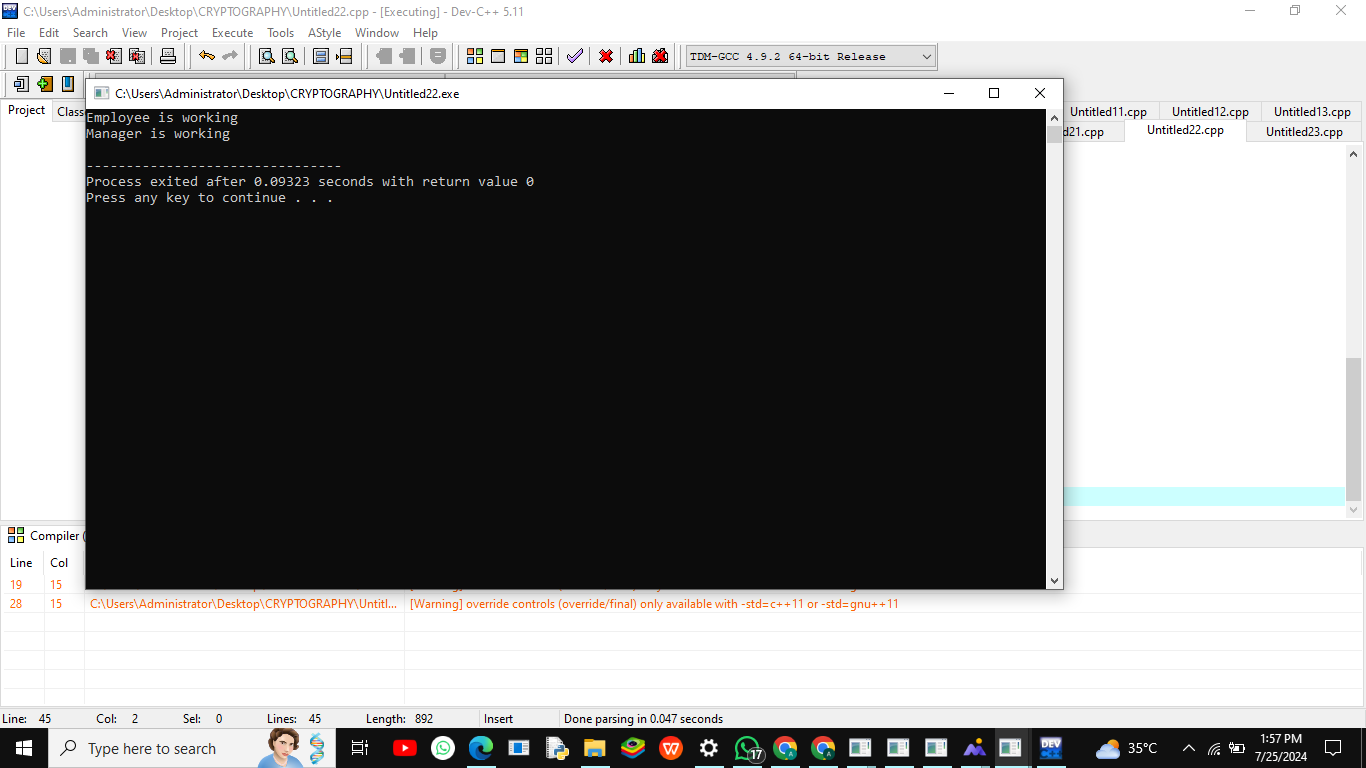 C:\Users\Administrator\Desktop\CRYPTOGRAPHY\Untitled22.cpp - [Executing] - Dev-C++ 5.11
File Edit Search View Project Execute Tools AStyle Window Help
TDM-GCC 4.9.2 64-bit Release
C:\Users\Administrator\Desktop\CRYPTOGRAPHY\Untitled22.exe
Project Class
Untitled11.cpp Untitled12.cpp Untitled13.cpp
d21.cpp Untitled22.cpp Untitled23.cpp
Employee is working
Manager is working
--------------------------------
Process exited after 0.09323 seconds with return value 0
Press any key to continue . . .
Compiler (
Line Col
19 15
28 15 C:\Users\Administrator\Desktop\CRYPTOGRAPHY\Untitl... [Warning] override controls (override/final) only available with -std=c++11 or -std=gnu++11
Line: 45 Col: 2 Sel: 0 Lines: 45 Length: 892 Insert Done parsing in 0.047 seconds
Type here to search
17
DEV
35°C
1:57 PM
7/25/2024